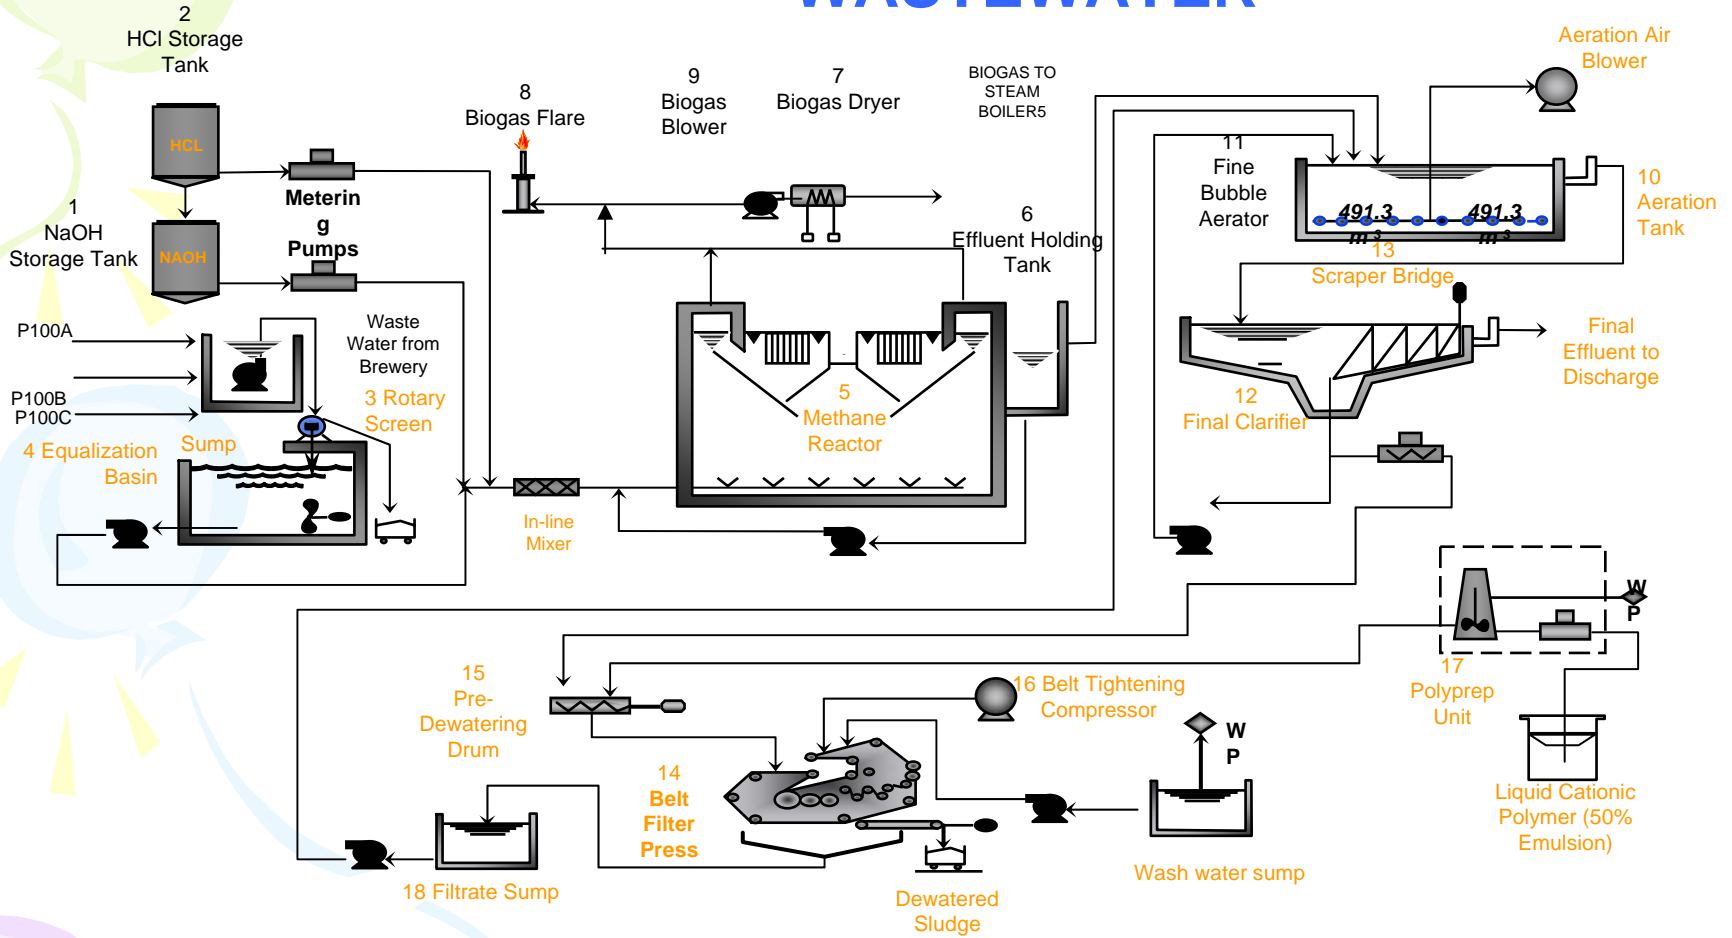 WASTEWATER
2
HCl Storage
Tank
HCL
1
NaOH
Storage Tank
NAOH
Meterin
g
Pumps
8
Biogas Flare
9
Biogas
Blower
7
Biogas Dryer
BIOGAS TO
STEAM
BOILER5
6
Effluent Holding
Tank
11
Fine
Bubble
Aerator
Aeration Air
Blower
10
Aeration
Tank
491.3
m³
491.3
m³
13
Scraper Bridge
P100A
P100B
P100C
Waste
Water from
Brewery
3 Rotary
Screen
4 Equalization
Basin
Sump
5
Methane
Reactor
In-line
Mixer
12
Final Clarifier
Final
Effluent to
Discharge
W
P
17
Polyprep
Unit
Liquid Cationic
Polymer (50%
Emulsion)
15
Pre-
Dewatering
Drum
16 Belt Tightening
Compressor
W
P
14
Belt
Filter
Press
Wash water sump
18 Filtrate Sump
Dewatered
Sludge